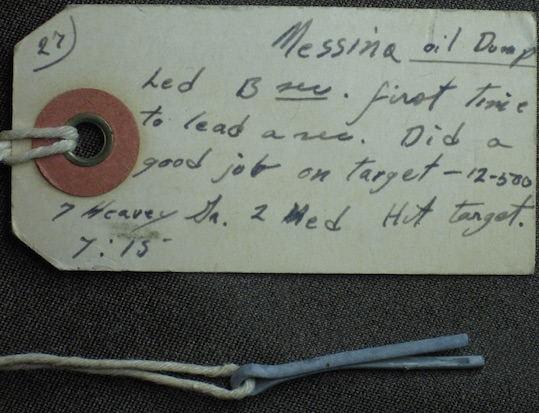 27
Messina oil Dump
Led B sec. first time
to lead a sec. Did a
good job on target - 12-500
7 Heavey Ga. 2 Med Hit target.
7:15